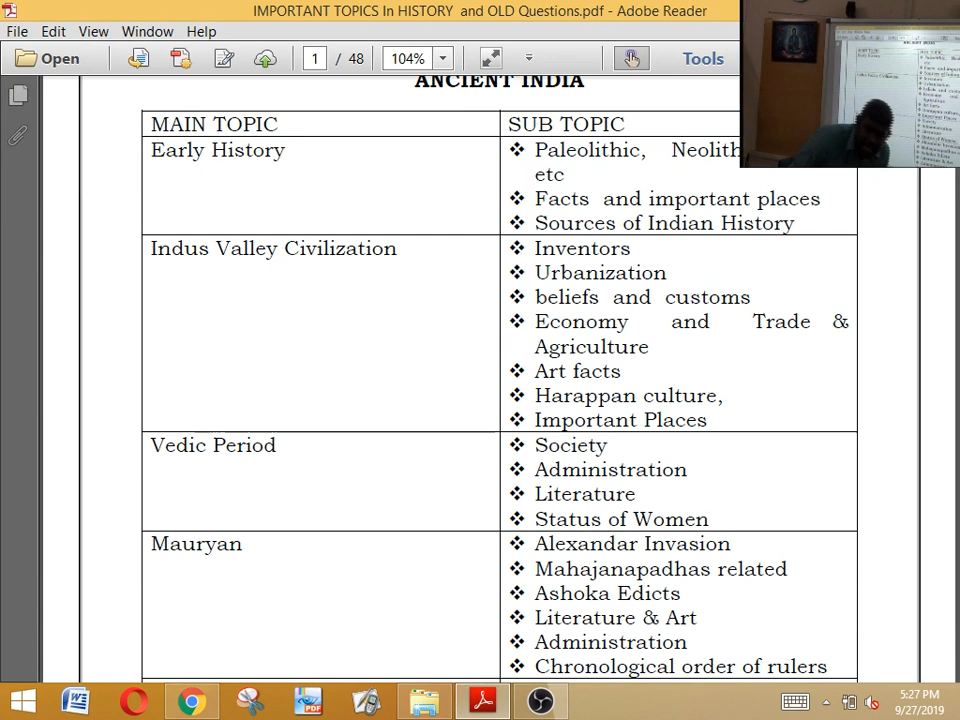 IMPORTANT TOPICS In HISTORY and OLD Questions.pdf - Adobe Reader
File Edit View Window Help
Open 1 / 48 104% Tools
ANCIENT INDIA
MAIN TOPIC SUB TOPIC
Early History ❖ Paleolithic,
etc
❖ Facts and important places
❖ Sources of Indian History
Indus Valley Civilization ❖ Inventors
❖ Urbanization
❖ beliefs and customs
❖ Economy and Trade &
Agriculture
❖ Art facts
❖ Harappan culture,
❖ Important Places
Vedic Period ❖ Society
❖ Administration
❖ Literature
❖ Status of Women
Mauryan ❖ Alexandar Invasion
❖ Mahajanapadhas related
❖ Ashoka Edicts
❖ Literature & Art
❖ Administration
❖ Chronological order of rulers
5:27 PM
9/27/2019